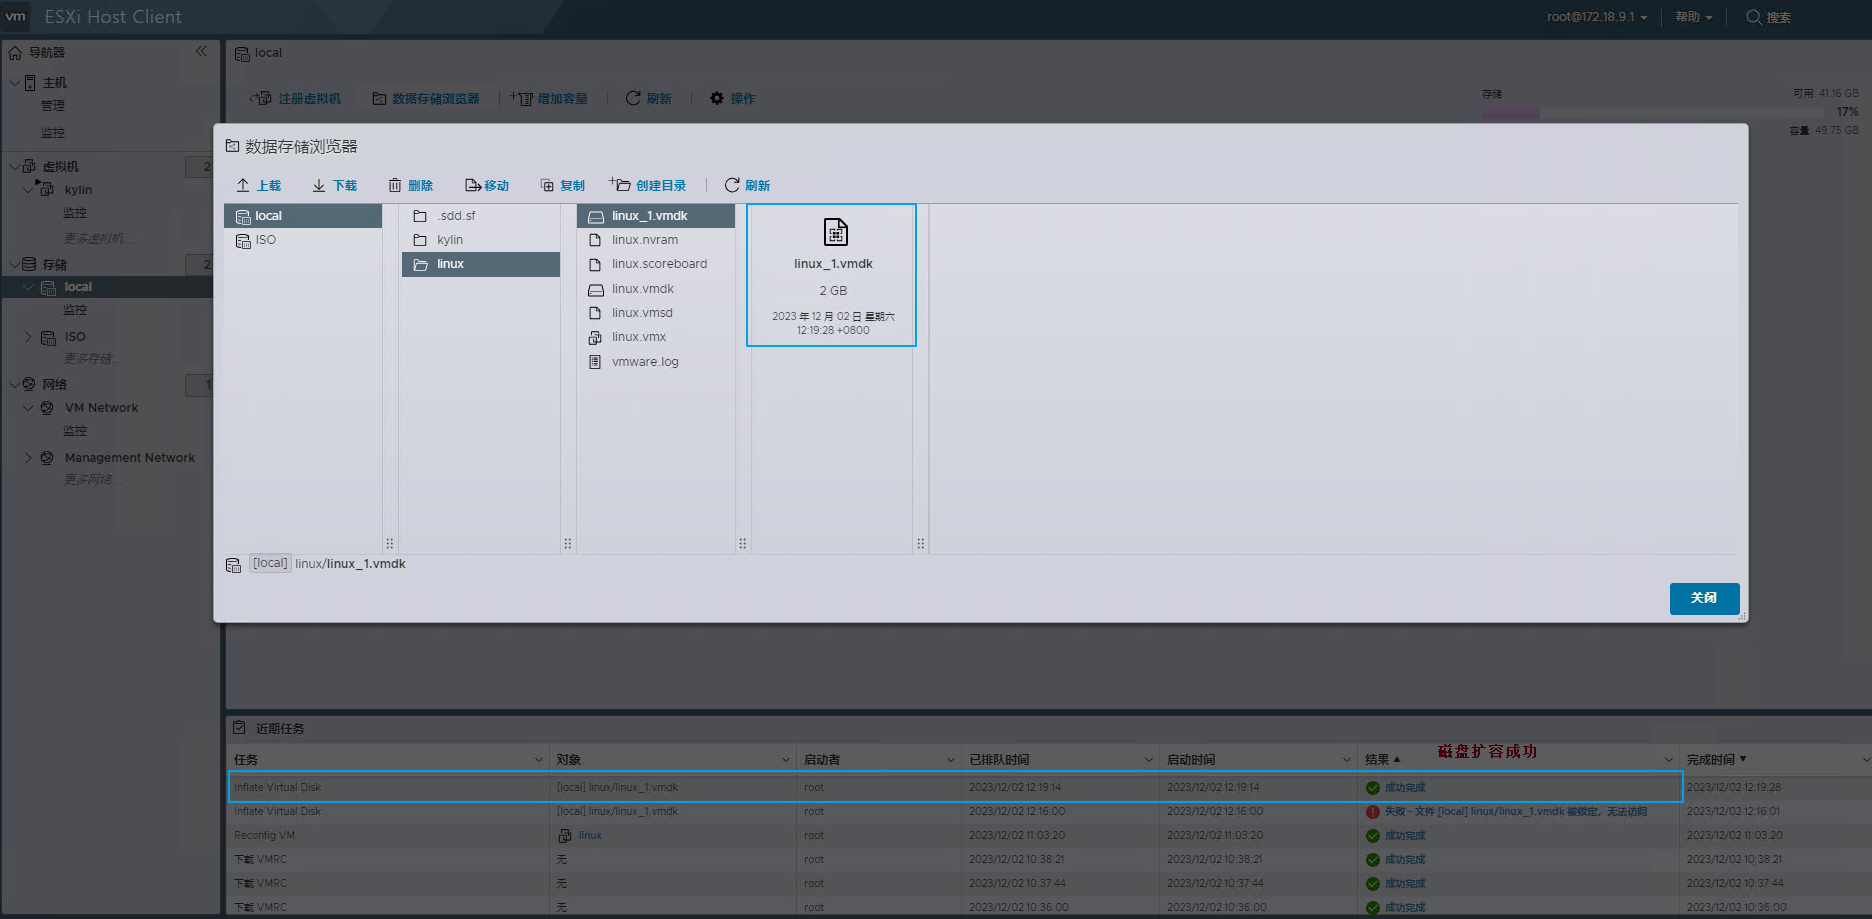 vm ESXi Host Client
root@172.18.9.1 帮助 搜索
导航器
主机
管理
监控
虚拟机 2
kylin
监控
更多虚拟机...
存储 2
local
监控
ISO
更多存储...
网络 1
VM Network
监控
Management Network
更多网络...
local
注册虚拟机 数据存储浏览器 增加容量 刷新 操作
存储 可用: 41.16 GB
17%
容量: 49.75 GB
数据存储浏览器
上载 下载 删除 移动 复制 创建目录 刷新
local
ISO
.sdd.sf
kylin
linux
linux_1.vmdk
linux.nvram
linux.scoreboard
linux.vmdk
linux.vmsd
linux.vmx
vmware.log
linux_1.vmdk
2 GB
2023 年 12 月 02 日 星期六
12:19:28 +0800
[local] linux/linux_1.vmdk
关闭
近期任务
磁盘扩容成功
任务 对象 启动者 已排队时间 启动时间 结果 完成时间
Inflate Virtual Disk [local] linux/linux_1.vmdk root 2023/12/02 12:19:14 2023/12/02 12:19:14 成功完成 2023/12/02 12:19:28
Inflate Virtual Disk [local] linux/linux_1.vmdk root 2023/12/02 12:16:00 2023/12/02 12:16:00 失败 - 文件 [local] linux/linux_1.vmdk 被锁定，无法访问 2023/12/02 12:16:01
Reconfig VM linux root 2023/12/02 11:03:20 2023/12/02 11:03:20 成功完成 2023/12/02 11:03:20
下载 VMRC 无 root 2023/12/02 10:38:21 2023/12/02 10:38:21 成功完成 2023/12/02 10:38:21
下载 VMRC 无 root 2023/12/02 10:37:44 2023/12/02 10:37:44 成功完成 2023/12/02 10:37:44
下载 VMRC 无 root 2023/12/02 10:36:00 2023/12/02 10:36:00 成功完成 2023/12/02 10:36:00